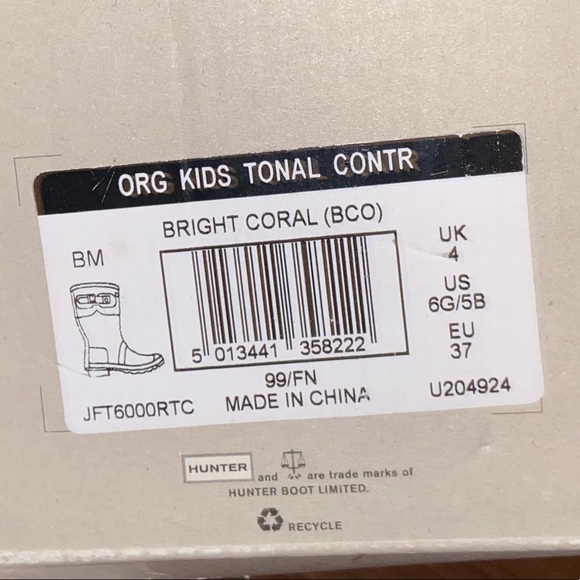 ORG KIDS TONAL CONTR
BRIGHT CORAL (BCO)
BM
UK
4
US
6G/5B
EU
37
5 013441 358222
99/FN
MADE IN CHINA
JFT6000RTC
U204924
HUNTER and are trade marks of
HUNTER BOOT LIMITED.
RECYCLE